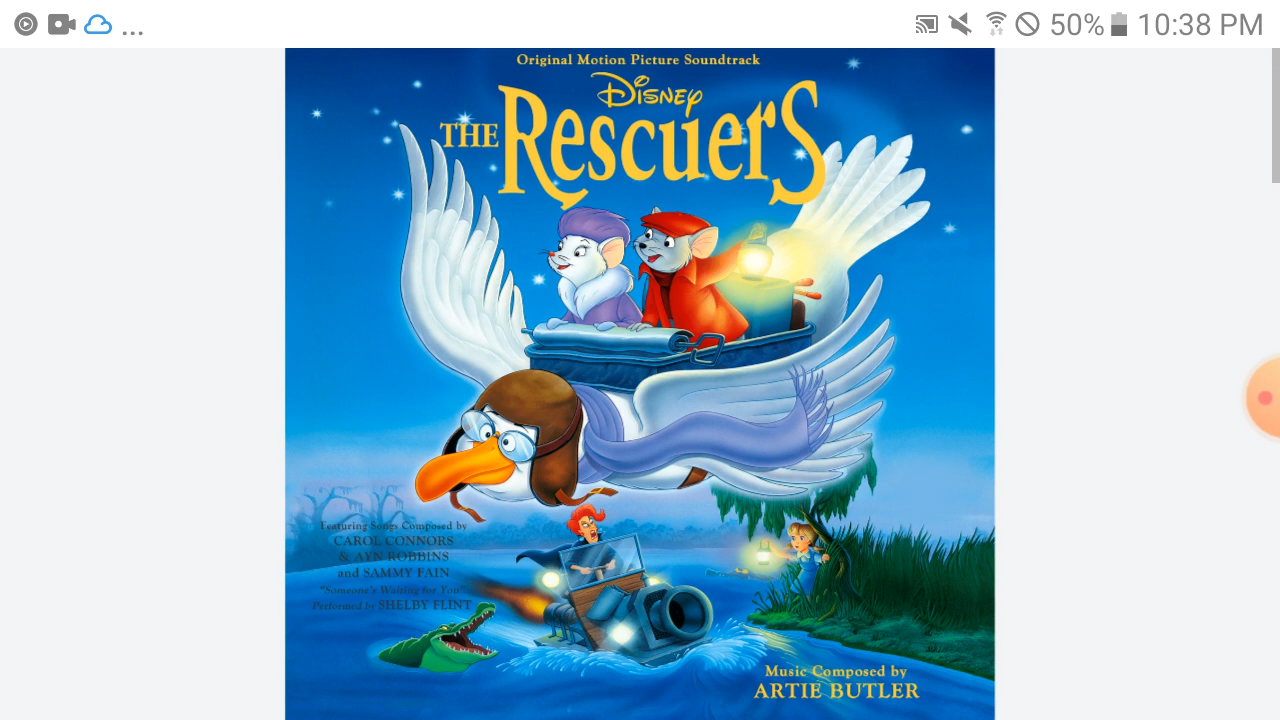 ... 50% 10:38 PM
Original Motion Picture Soundtrack
Disney
THE Rescuers
Featuring Songs Composed by
CAROL CONNORS
& AYN ROBBINS
and SAMMY FAIN
"Someone's Waiting for You"
Performed by SHELBY FLINT
Music Composed by
ARTIE BUTLER